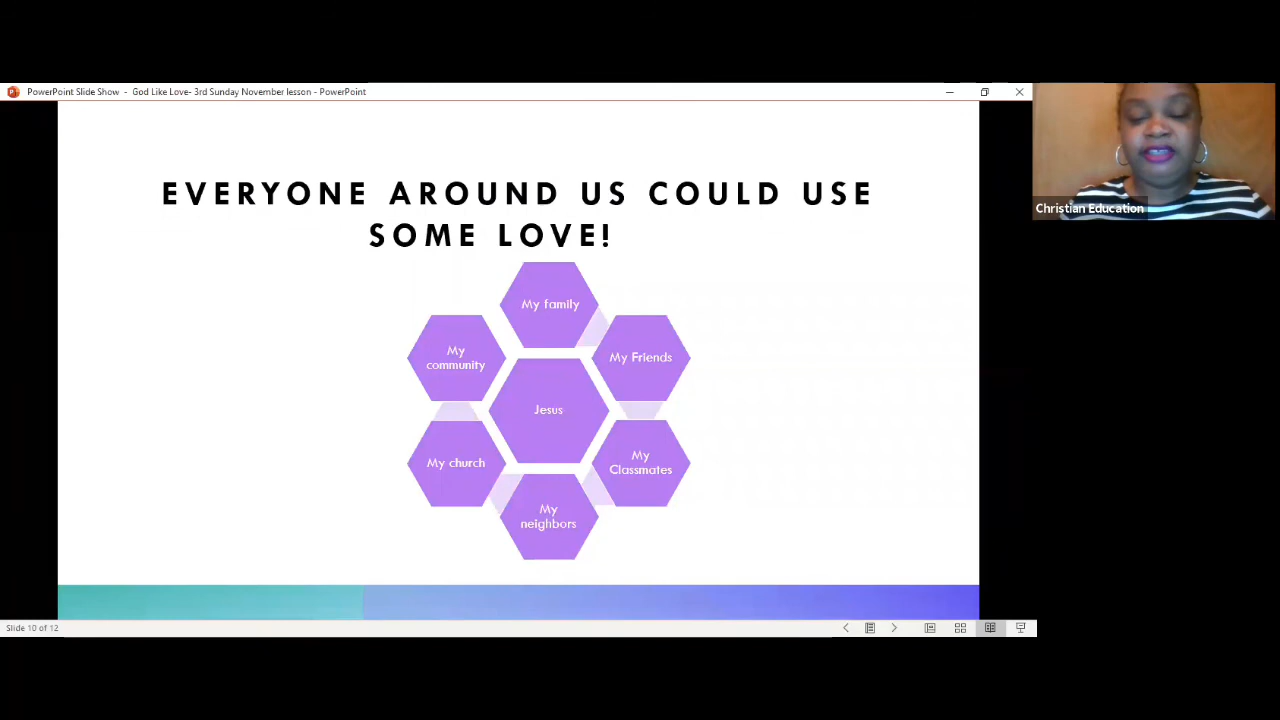 PowerPoint Slide Show - God Like Love- 3rd Sunday November lesson - PowerPoint
EVERYONE AROUND US COULD USE
SOME LOVE!
My family
My Friends
My
Classmates
My
neighbors
My church
My
community
Jesus
Christian Education
Slide 10 of 12